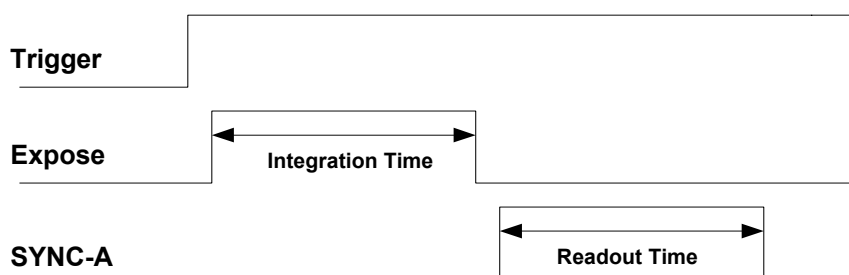 Trigger
Expose
Integration Time
SYNC-A
Readout Time